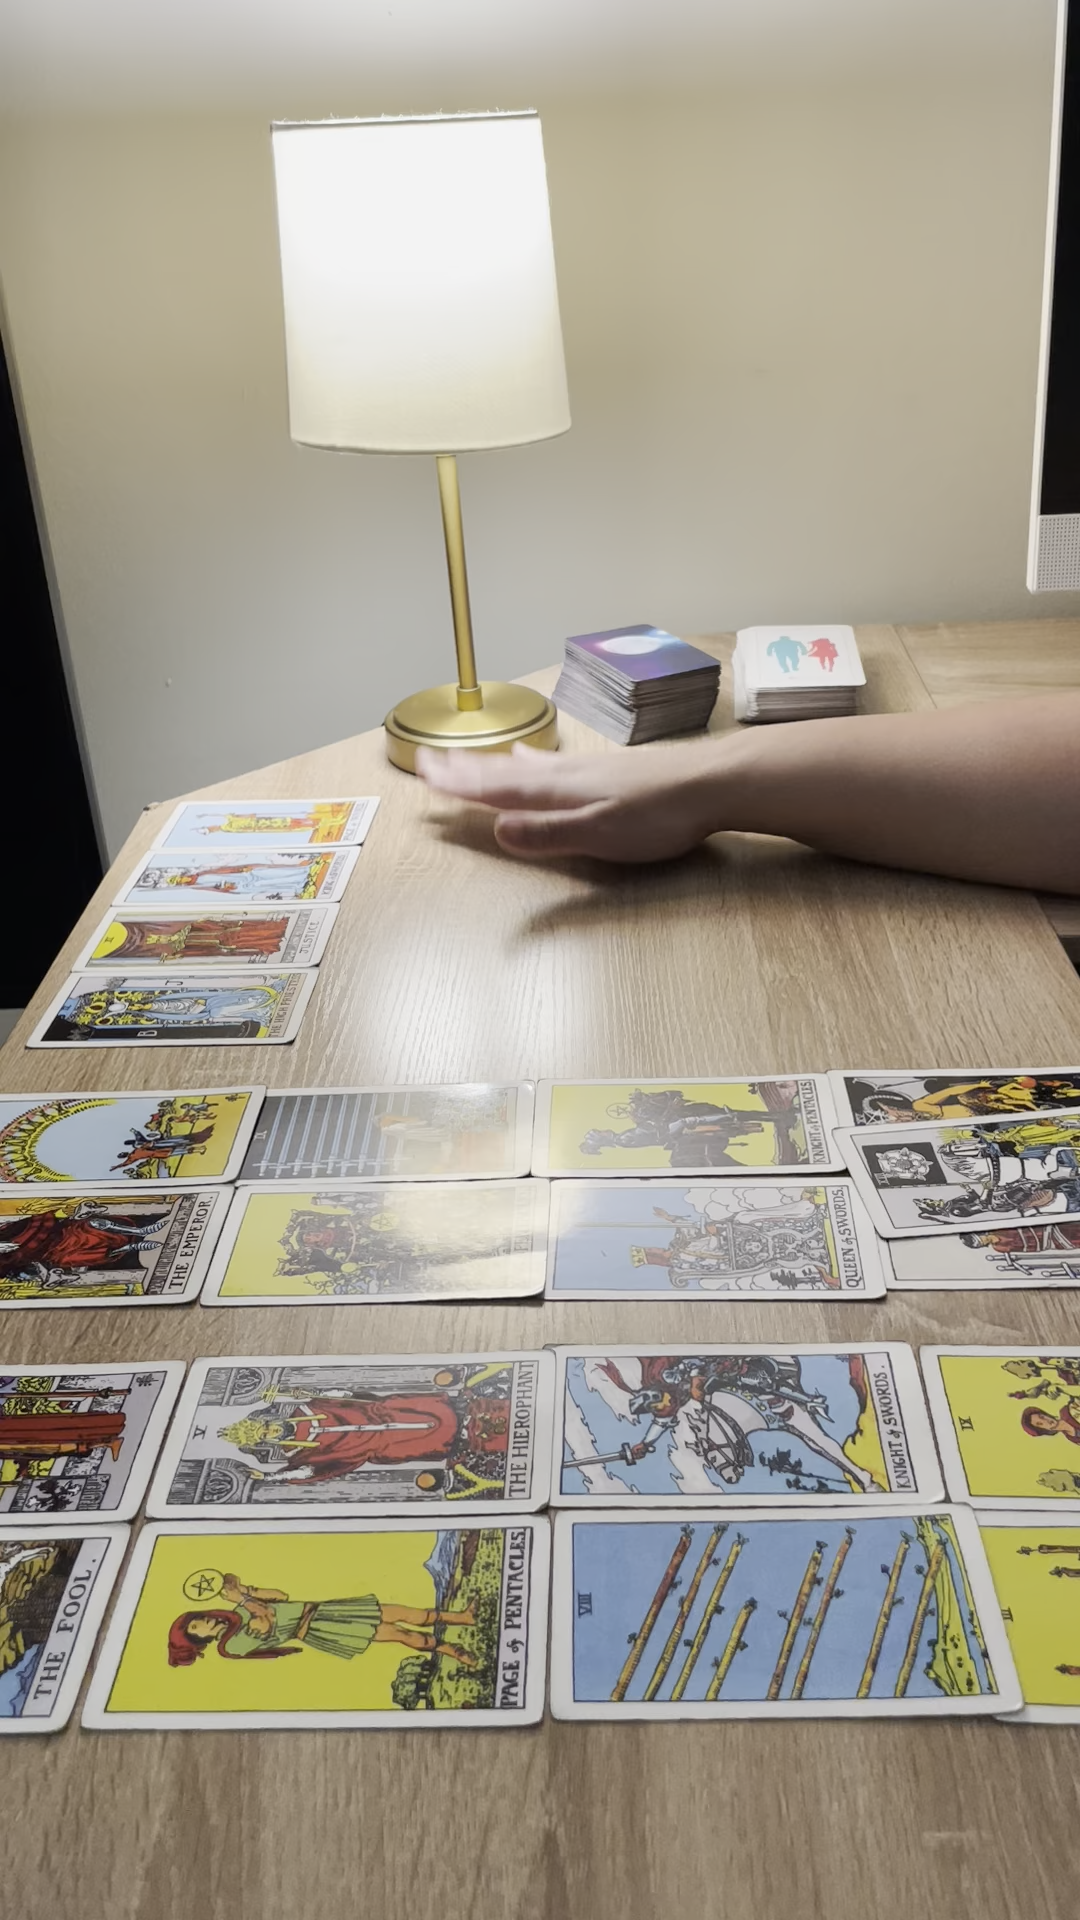 JUSTICE.
THE HIGH PRIESTESS
KNIGHT of PENTACLES.
THE EMPEROR.
QUEEN of SWORDS.
V
THE HIEROPHANT
KNIGHT of SWORDS.
IX
THE FOOL.
PAGE of PENTACLES.
VIII
III